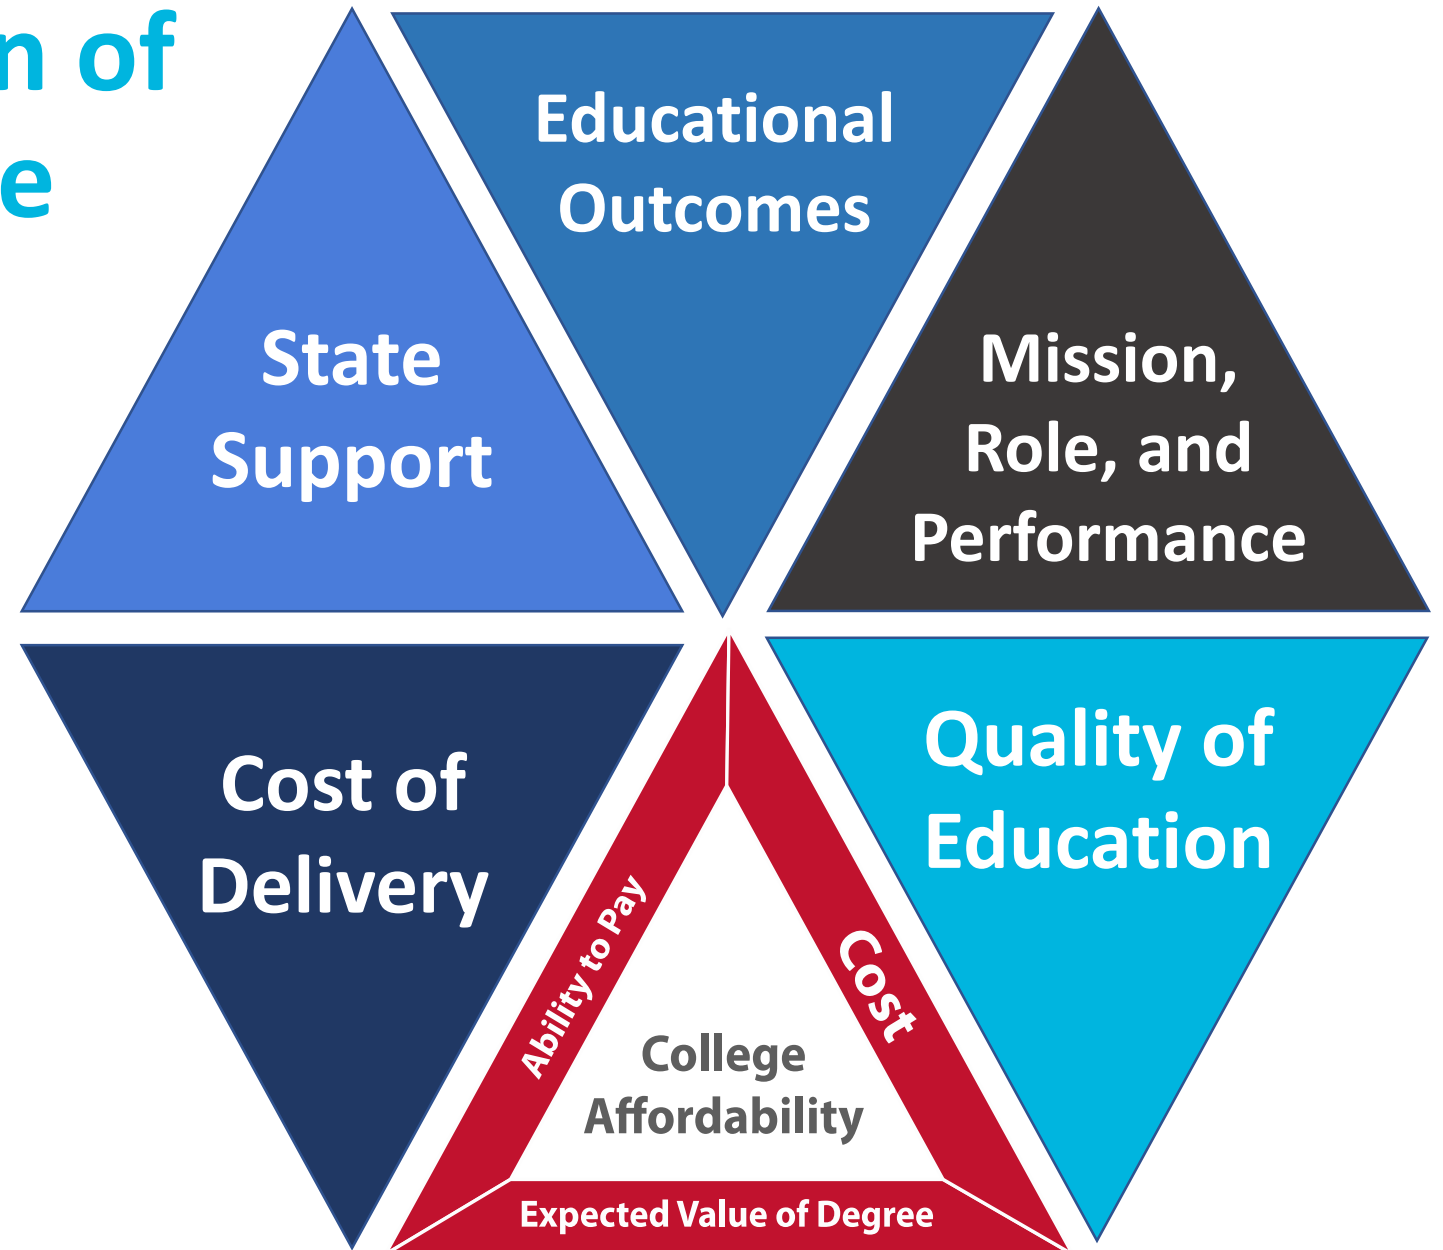 n of
e
Educational
Outcomes
State
Support
Mission,
Role, and
Performance
Cost of
Delivery
Quality of
Education
Ability to Pay
Cost
College
Affordability
Expected Value of Degree